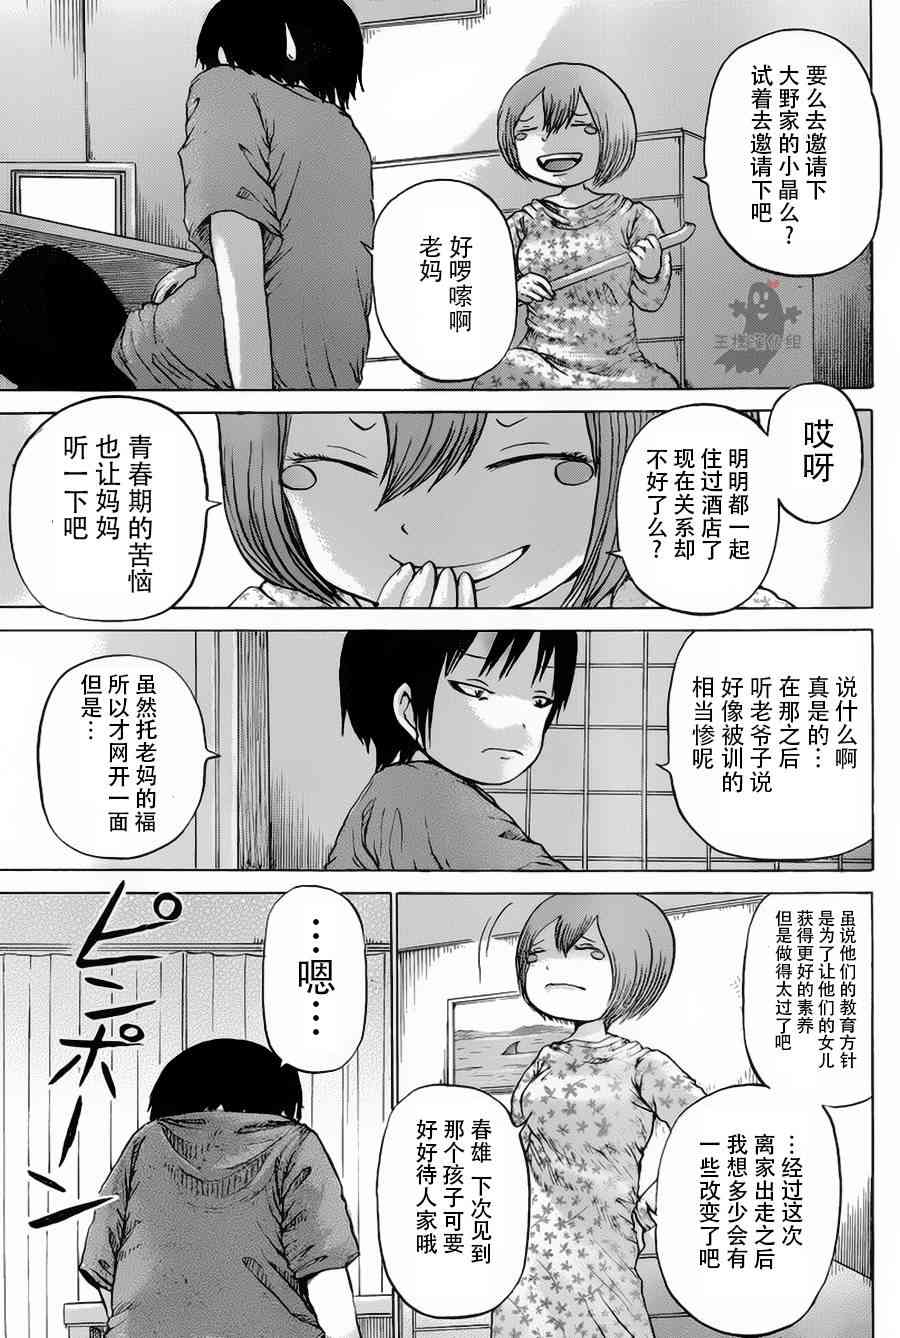 要么去邀请下
大野家的小晶么？
试着去邀请下吧
好啰嗦啊
老妈
哎呀
明明都一起
住过酒店了
现在关系却
不好了么？
青春期的苦恼
也让妈妈
听一下吧
说什么啊
真是的…
在那之后
听老爷子说
好像被训的
相当惨呢
虽然托老妈的福
所以才网开一面
但是…
虽说他们的教育方针
是为了让他们的女儿
获得更好的素养
但是做得太过了吧
…经过这次
离家出走之后
我想多少会有
一些改变了吧
春雄 下次见到
那个孩子可要
好好待人家哦
…嗯…
ピンポーン